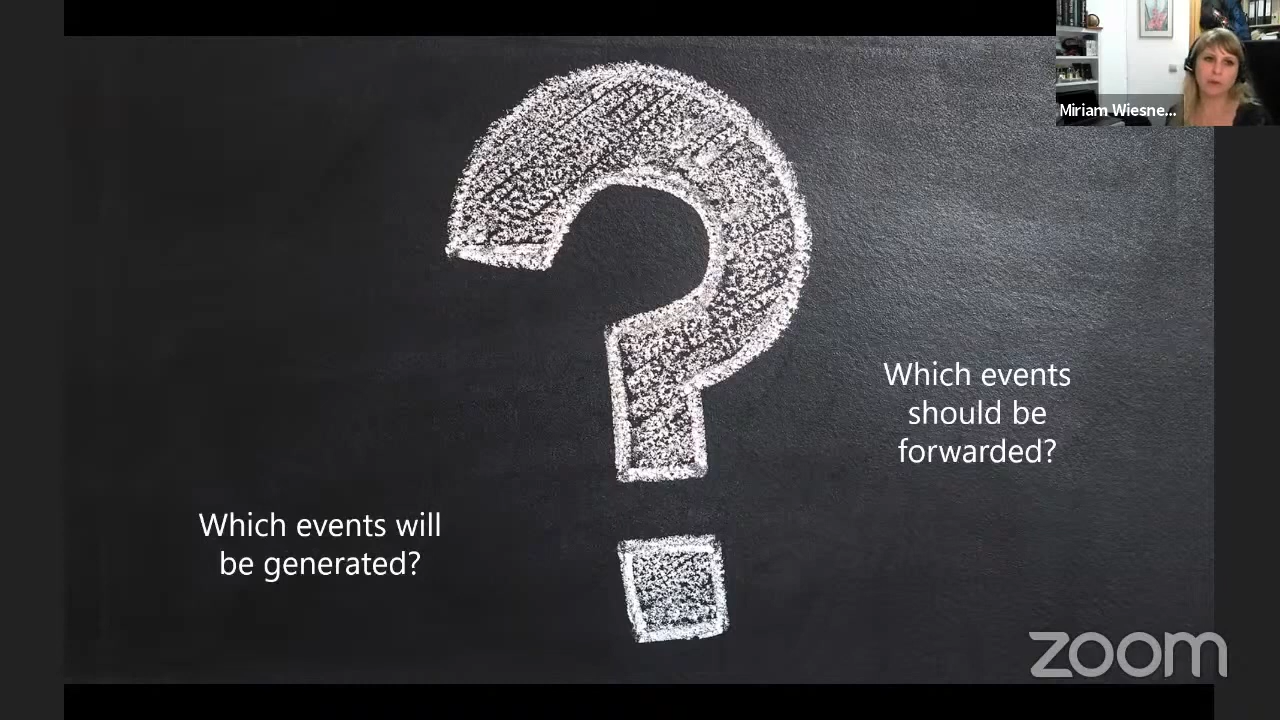 Miriam Wiesne...
Which events
should be
forwarded?
Which events will
be generated?
zoom